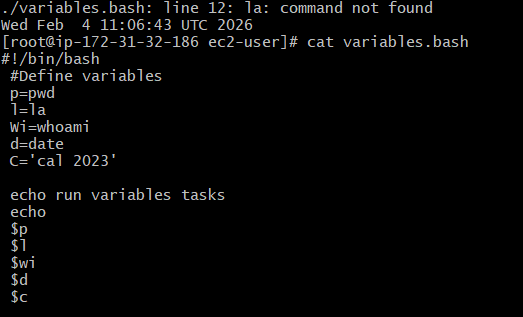 ./variables.bash: line 12: la: command not found
Wed Feb  4 11:06:43 UTC 2026
[root@ip-172-31-32-186 ec2-user]# cat variables.bash
#!/bin/bash
 #Define variables
 p=pwd
 l=la
 Wi=whoami
 d=date
 C='cal 2023'

 echo run variables tasks
 echo
 $p
 $l
 $wi
 $d
 $c